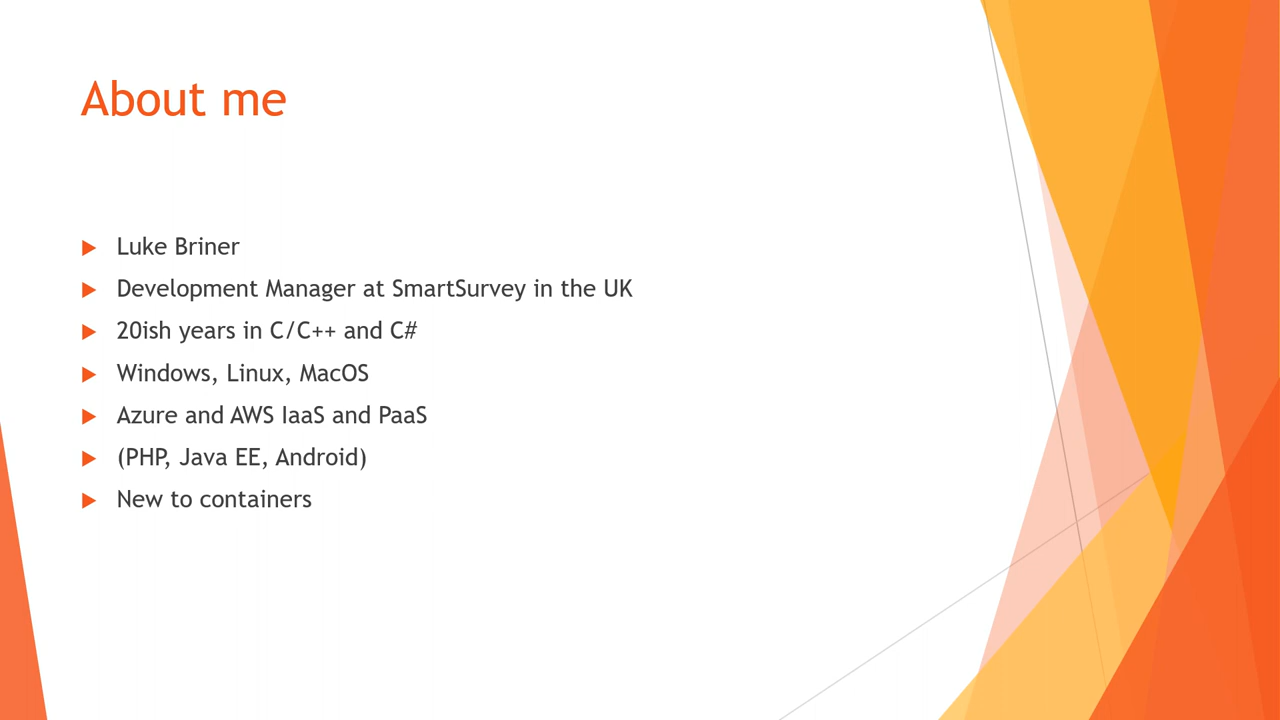 About me
Luke Briner
Development Manager at SmartSurvey in the UK
20ish years in C/C++ and C#
Windows, Linux, MacOS
Azure and AWS IaaS and PaaS
(PHP, Java EE, Android)
New to containers